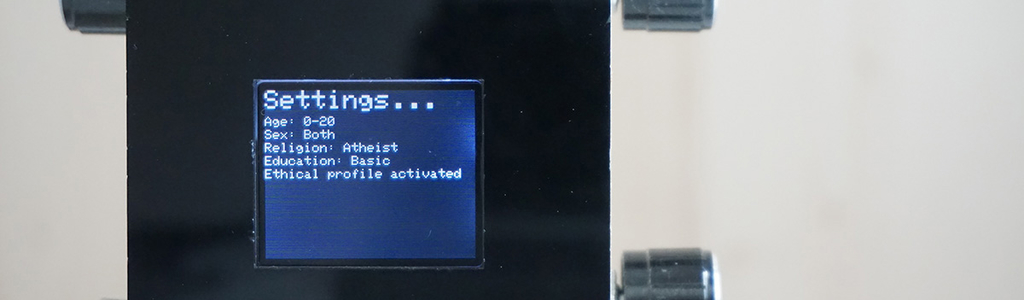 Settings...
Age: 0-20
Sex: Both
Religion: Atheist
Education: Basic
Ethical profile activated